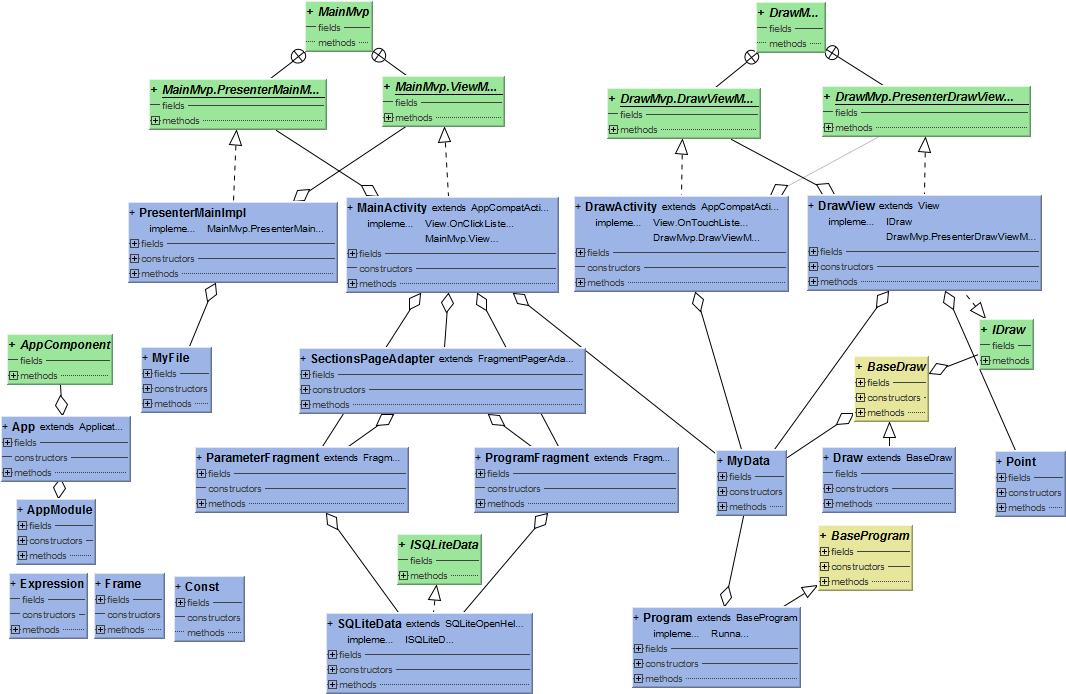 + MainMvp
fields
methods
+ DrawM...
fields
methods
+ MainMvp.PresenterMainM...
fields
methods
+ MainMvp.ViewM...
fields
methods
+ DrawMvp.DrawViewM...
fields
methods
+ DrawMvp.PresenterDrawView...
fields
methods
+ PresenterMainImpl
impleme... MainMvp.PresenterMain...
fields
constructors
methods
+ MainActivity extends AppCompatActi...
impleme... View.OnClickListe...
MainMvp.View...
fields
constructors
methods
+ DrawActivity extends AppCompatActi...
impleme... View.OnTouchListe...
DrawMvp.DrawViewM...
fields
constructors
methods
+ DrawView extends View
impleme... IDraw
DrawMvp.PresenterDrawViewM...
fields
constructors
methods
+ IDraw
fields
methods
+ AppComponent
fields
methods
+ MyFile
fields
constructors
methods
+ SectionsPageAdapter extends FragmentPagerAda...
fields
constructors
methods
+ BaseDraw
fields
constructors
methods
+ App extends Applicat...
fields
constructors
methods
+ ParameterFragment extends Fragm...
fields
constructors
methods
+ ProgramFragment extends Fragm...
fields
constructors
methods
+ MyData
fields
constructors
methods
+ Draw extends BaseDraw
fields
constructors
methods
+ Point
fields
constructors
methods
+ AppModule
fields
constructors
methods
+ ISQLiteData
fields
methods
+ BaseProgram
fields
constructors
methods
+ Expression
fields
constructors
methods
+ Frame
fields
constructors
methods
+ Const
fields
constructors
methods
+ SQLiteData extends SQLiteOpenHel...
impleme... ISQLiteD...
fields
constructors
methods
+ Program extends BaseProgram
impleme... Runna...
fields
constructors
methods